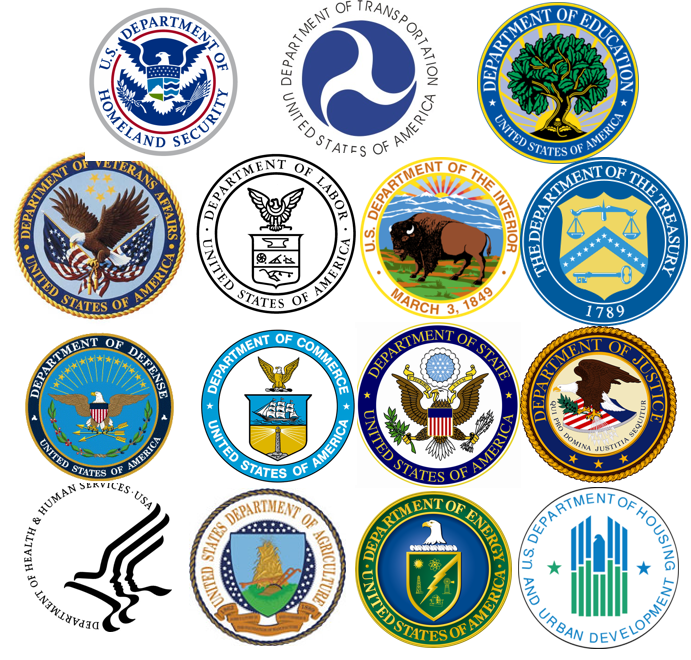 U.S. DEPARTMENT OF
HOMELAND SECURITY
DEPARTMENT OF TRANSPORTATION
UNITED STATES OF AMERICA
DEPARTMENT OF EDUCATION
UNITED STATES OF AMERICA
DEPARTMENT OF VETERANS AFFAIRS
UNITED STATES OF AMERICA
DEPARTMENT OF LABOR
UNITED STATES OF AMERICA
U.S. DEPARTMENT OF THE INTERIOR
MARCH 3, 1849
THE DEPARTMENT OF THE TREASURY
1789
DEPARTMENT OF DEFENSE
UNITED STATES OF AMERICA
DEPARTMENT OF COMMERCE
UNITED STATES OF AMERICA
DEPARTMENT OF STATE
UNITED STATES OF AMERICA
DEPARTMENT OF JUSTICE
QUI PRO DOMINA JUSTITIA SEQUITUR
DEPARTMENT OF HEALTH & HUMAN SERVICES · USA
UNITED STATES DEPARTMENT OF AGRICULTURE
DEPARTMENT OF ENERGY
UNITED STATES OF AMERICA
U.S. DEPARTMENT OF HOUSING
AND URBAN DEVELOPMENT